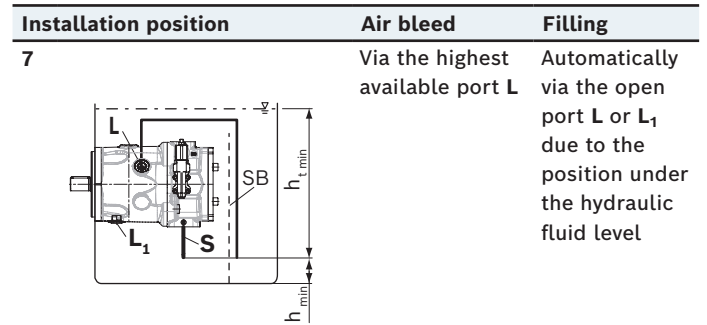 Installation position Air bleed Filling
7
Via the highest
available port L
Automatically
via the open
port L or L₁
due to the
position under
the hydraulic
fluid level
L
SB
h t min
L₁
S
h min